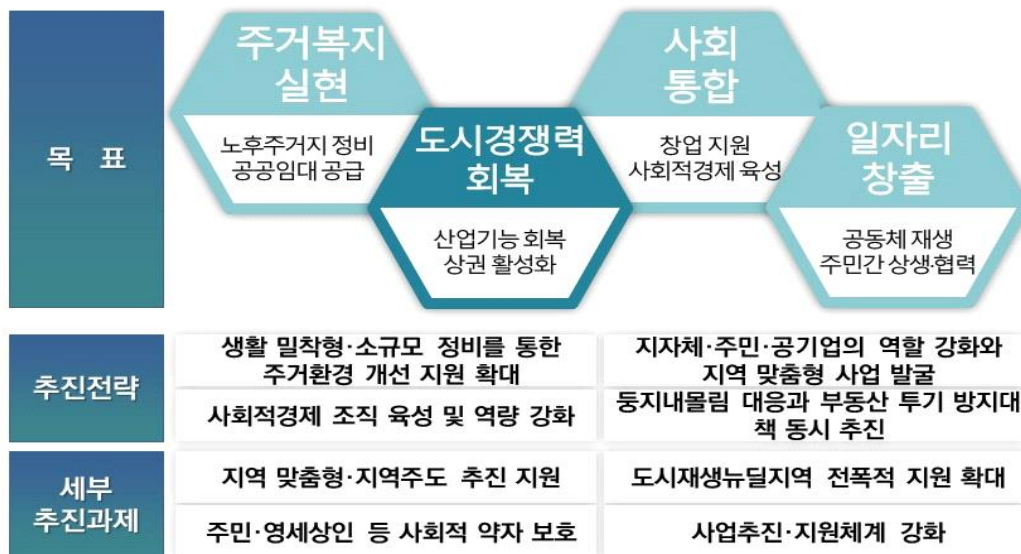 목 표
주거복지
실현
노후주거지 정비
공공임대 공급
도시경쟁력
회복
산업기능 회복
상권 활성화
사회
통합
창업 지원
사회적경제 육성
일자리
창출
공동체 재생
주민간 상생·협력
추진전략
생활 밀착형·소규모 정비를 통한
주거환경 개선 지원 확대
지자체·주민·공기업의 역할 강화와
지역 맞춤형 사업 발굴
사회적경제 조직 육성 및 역량 강화
둥지내몰림 대응과 부동산 투기 방지대
책 동시 추진
세부
추진과제
지역 맞춤형·지역주도 추진 지원
도시재생뉴딜지역 전폭적 지원 확대
주민·영세상인 등 사회적 약자 보호
사업추진·지원체계 강화